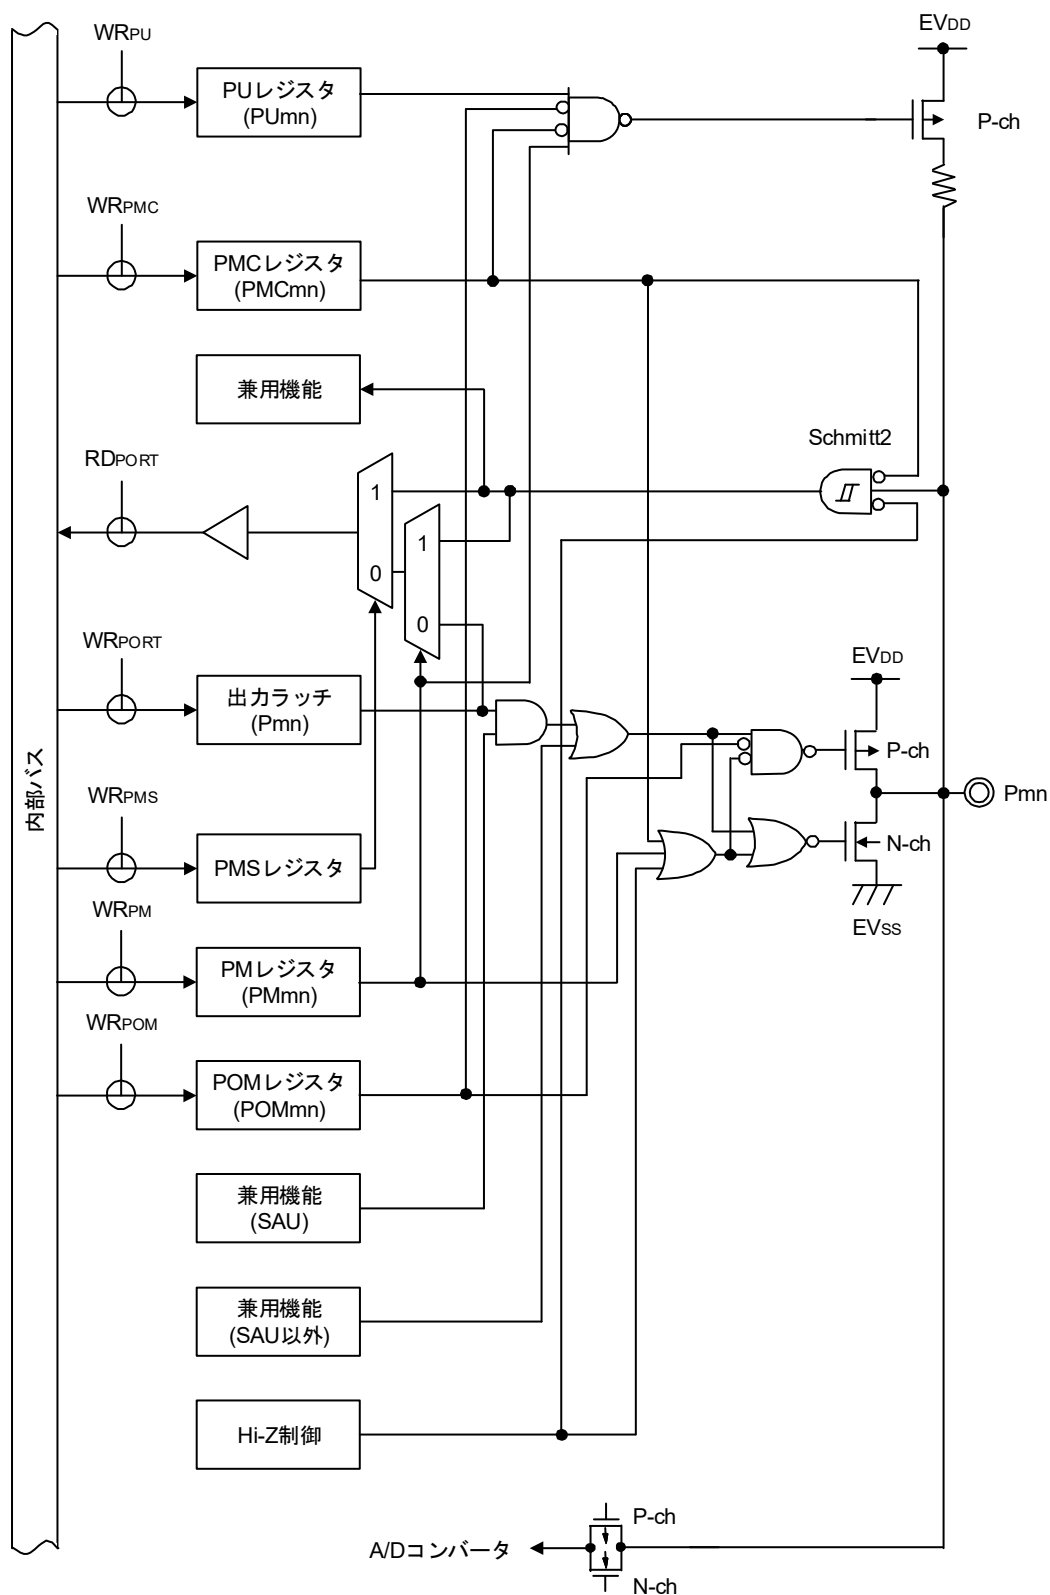 WRPU
EVDD
PUレジスタ
(PUmn)
P-ch
WRPMC
PMCレジスタ
(PMCmn)
兼用機能
Schmitt2
RDPORT
1
1
0
0
WRPORT
EVDD
出力ラッチ
(Pmn)
P-ch
内部バス
WRPMS
Pmn
PMSレジスタ
N-ch
WRPM
EVSS
PMレジスタ
(PMmn)
WRPOM
POMレジスタ
(POMmn)
兼用機能
(SAU)
兼用機能
(SAU以外)
Hi-Z制御
P-ch
A/Dコンバータ
N-ch